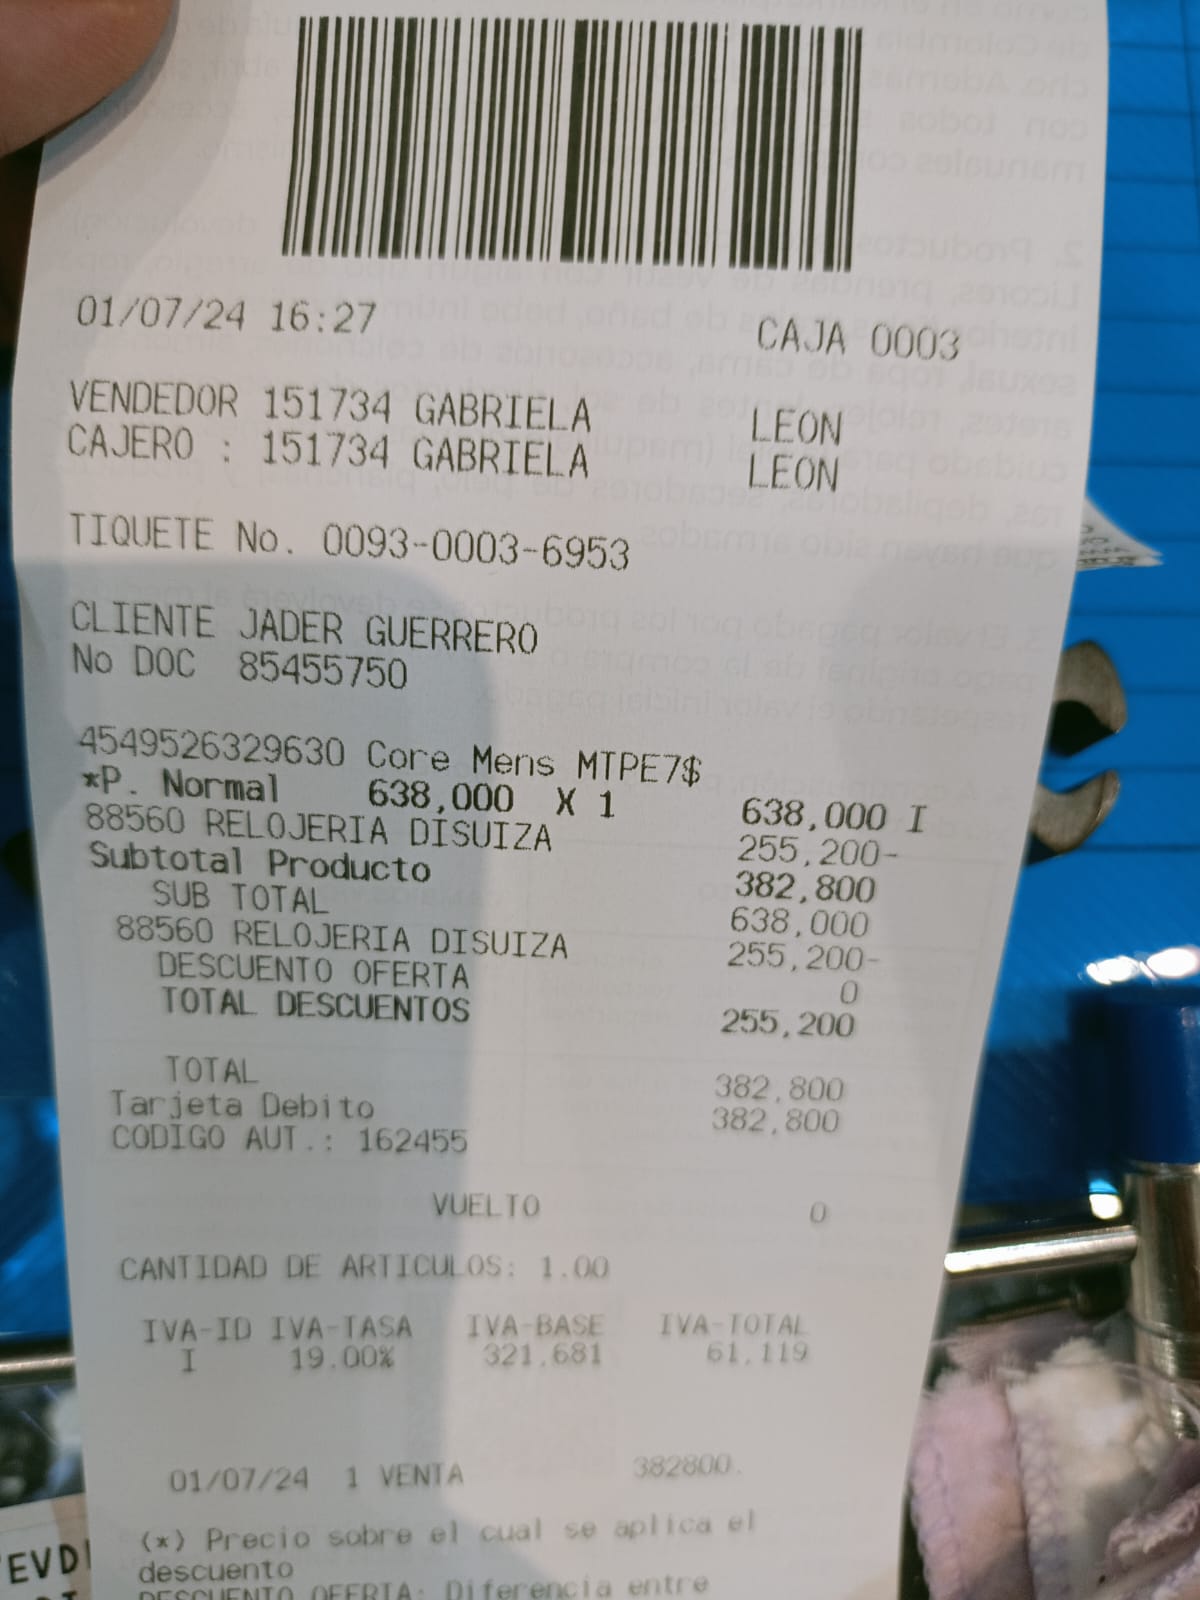 01/07/24 16:27 CAJA 0003
VENDEDOR 151734 GABRIELA LEON
CAJERO : 151734 GABRIELA LEON
TIQUETE No. 0093-0003-6953
CLIENTE JADER GUERRERO
No DOC 85455750
4549526329630 Core Mens MTPE7$
*P. Normal 638,000 X 1 638,000 I
88560 RELOJERIA DISUIZA 255,200-
Subtotal Producto 382,800
SUB TOTAL 638,000
88560 RELOJERIA DISUIZA 255,200-
DESCUENTO OFERTA 0
TOTAL DESCUENTOS 255,200
TOTAL 382,800
Tarjeta Debito 382,800
CODIGO AUT.: 162455
VUELTO 0
CANTIDAD DE ARTICULOS: 1.00
IVA-ID IVA-TASA IVA-BASE IVA-TOTAL
I 19.00% 321,681 61,119
01/07/24 1 VENTA 382800.
(*) Precio sobre el cual se aplica el
descuento
DESCUENTO OFERTA: Diferencia entre